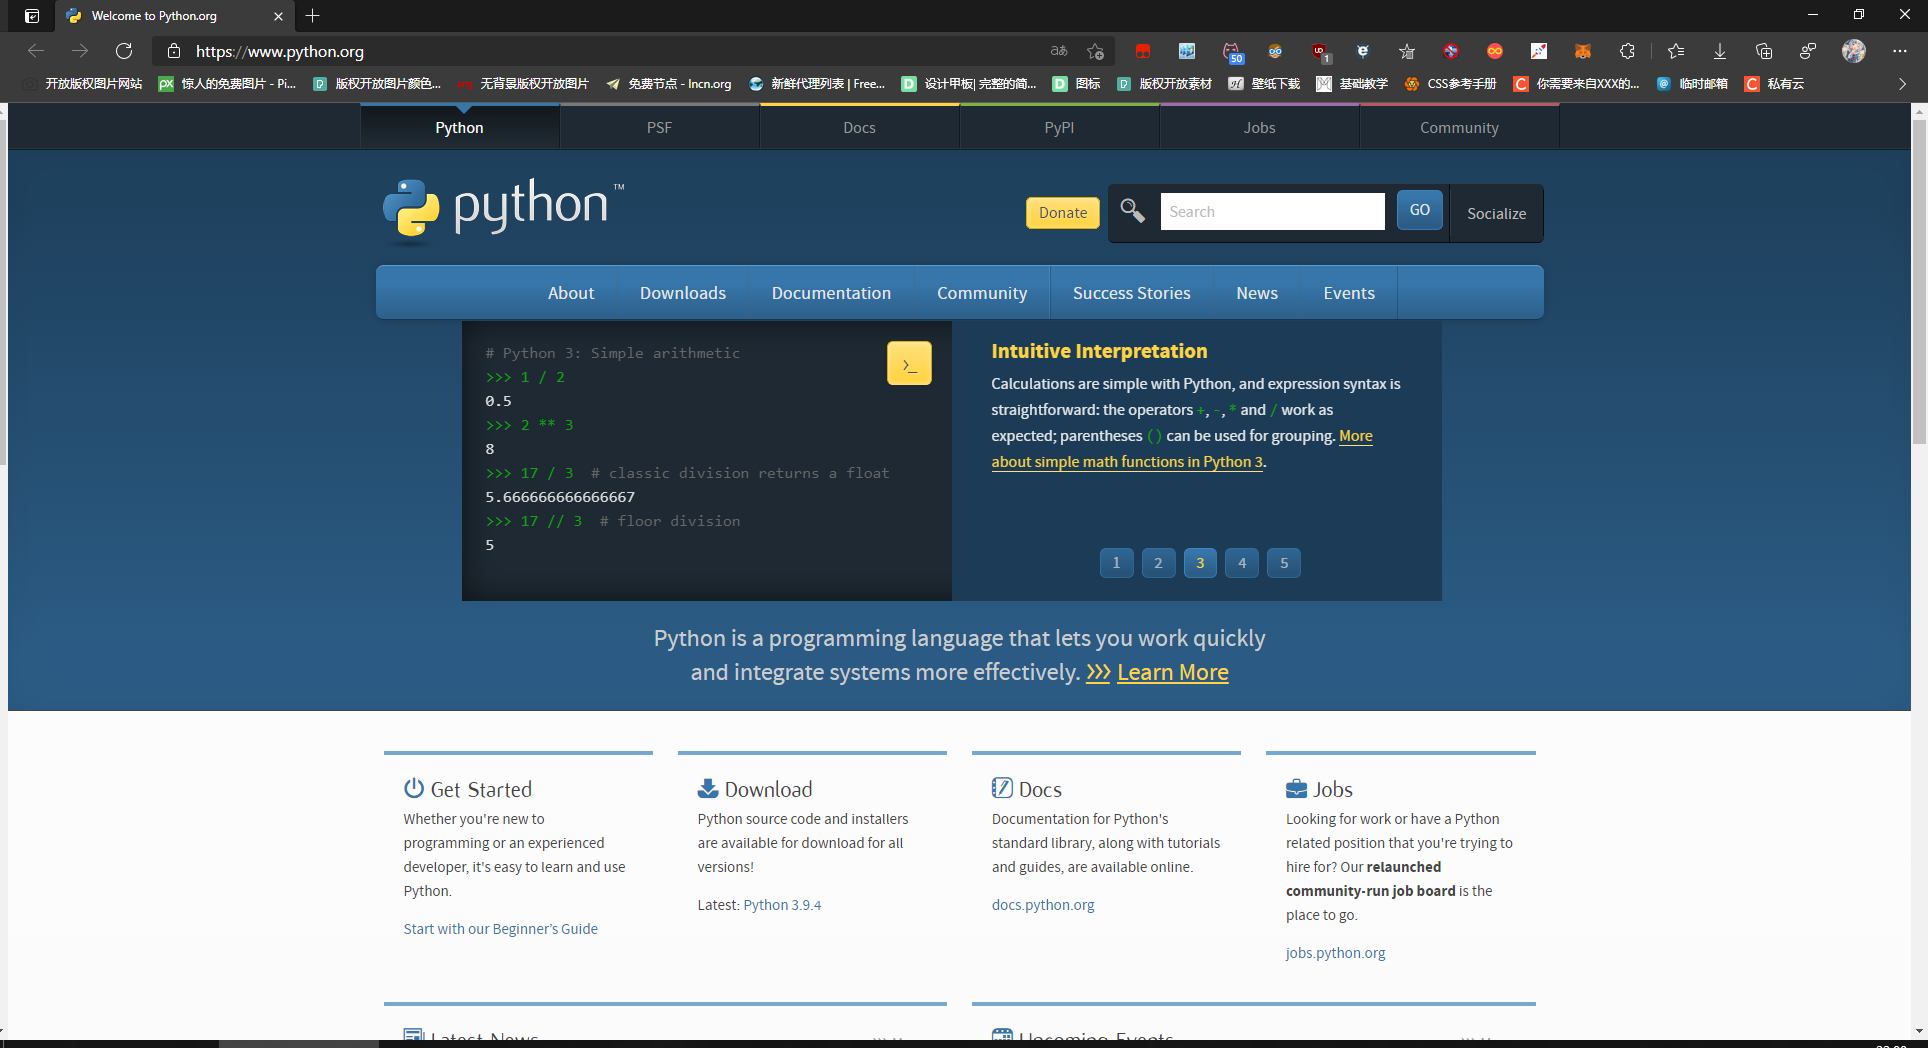 Welcome to Python.org
https://www.python.org
aあ
50
1
开放版权图片网站
惊人的免费图片 - Pi...
版权开放图片颜色...
无背景版权开放图片
免费节点 - Incn.org
新鲜代理列表 | Free...
设计甲板| 完整的简...
图标
版权开放素材
壁纸下载
基础教学
CSS参考手册
你需要来自XXX的...
临时邮箱
私有云
Python
PSF
Docs
PyPI
Jobs
Community
python™
Donate
Search
GO
Socialize
About
Downloads
Documentation
Community
Success Stories
News
Events
# Python 3: Simple arithmetic
>>> 1 / 2
0.5
>>> 2 ** 3
8
>>> 17 / 3  # classic division returns a float
5.666666666666667
>>> 17 // 3  # floor division
5
>_
Intuitive Interpretation
Calculations are simple with Python, and expression syntax is
straightforward: the operators +, -, * and / work as
expected; parentheses () can be used for grouping. More
about simple math functions in Python 3.
1
2
3
4
5
Python is a programming language that lets you work quickly
and integrate systems more effectively. >>> Learn More
Get Started
Whether you're new to
programming or an experienced
developer, it's easy to learn and use
Python.
Start with our Beginner’s Guide
Download
Python source code and installers
are available for download for all
versions!
Latest: Python 3.9.4
Docs
Documentation for Python's
standard library, along with tutorials
and guides, are available online.
docs.python.org
Jobs
Looking for work or have a Python
related position that you're trying to
hire for? Our relaunched
community-run job board is the
place to go.
jobs.python.org
Latest News
Upcoming Events